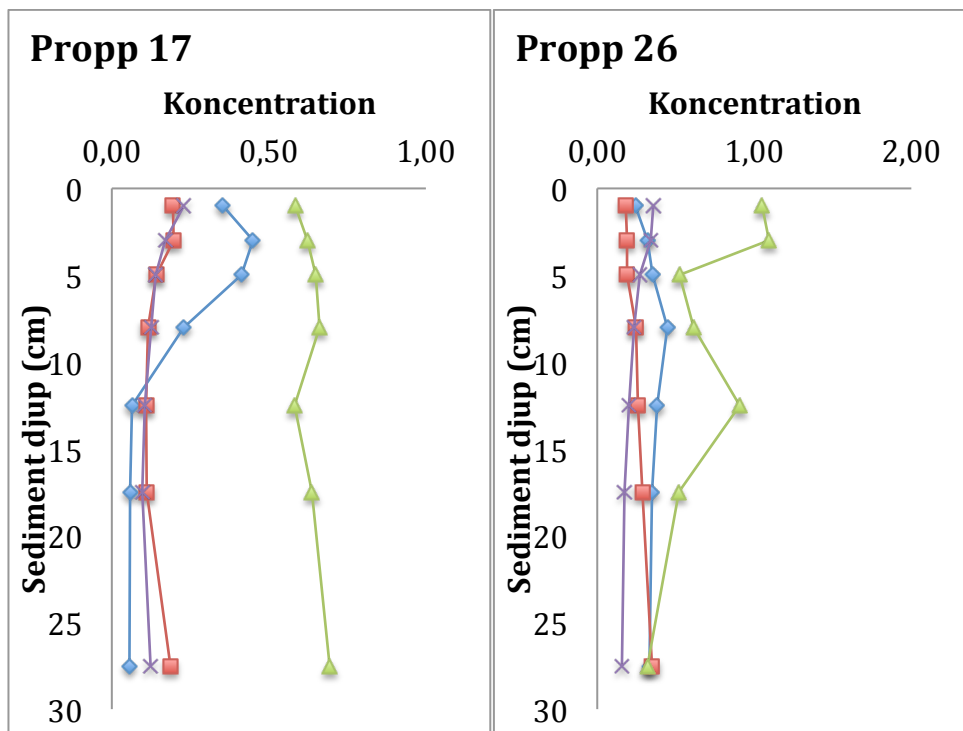 Propp 17
Koncentration
0,00 0,50 1,00
0
5
10
15
20
25
30
Sediment djup (cm)
Propp 26
Koncentration
0,00 1,00 2,00
0
5
10
15
20
25
30
Sediment djup (cm)